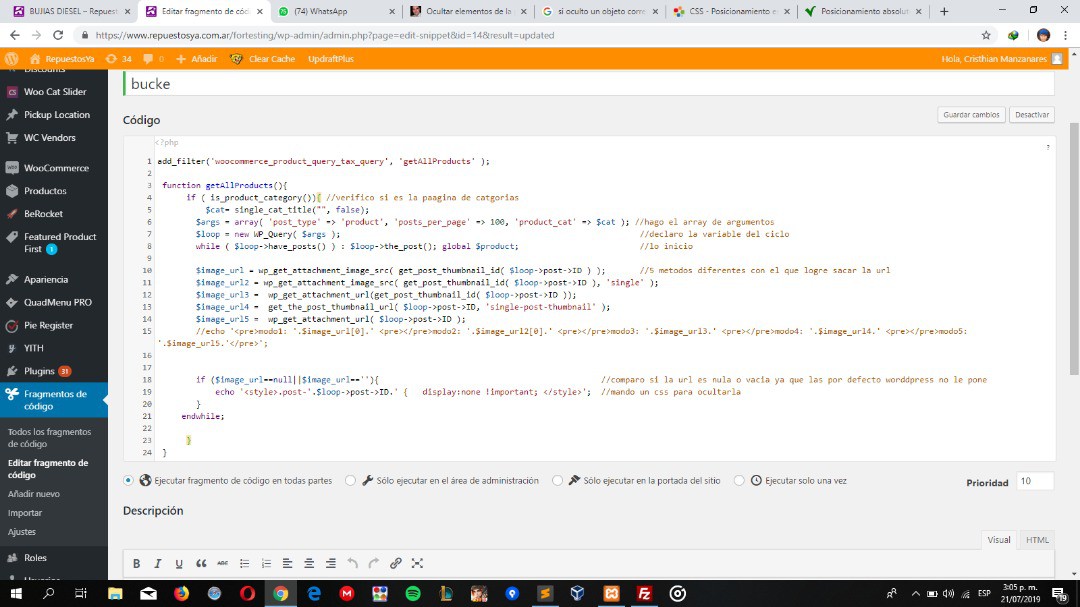 BUJIAS DIESEL – Repuest
Editar fragmento de códi
(74) WhatsApp
Ocultar elementos de la
si oculto un objeto com
CSS - Posicionamiento e
Posicionamiento absolut
https://www.repuestosya.com.ar/fortesting/wp-admin/admin.php?page=edit-snippet&id=14&result=updated
RepuestosYa
34
0
Añadir
Clear Cache
UpdraftPlus
Hola, Cristhian Manzanares
Discounts
Woo Cat Slider
Pickup Location
WC Vendors
WooCommerce
Productos
BeRocket
Featured Product
First 1
Apariencia
QuadMenu PRO
Pie Register
YITH
Plugins 31
Fragmentos de
código
Todos los fragmentos
de código
Editar fragmento de
código
Añadir nuevo
Importar
Ajustes
Roles
Usuarios
bucke
Código
Guardar cambios
Desactivar
<?php
?
1 add_filter('woocommerce_product_query_tax_query', 'getAllProducts' );
2
3 function getAllProducts(){
4 if ( is_product_category()){ //verifico si es la paagina de catgorias
5 $cat= single_cat_title("", false);
6 $args = array( 'post_type' => 'product', 'posts_per_page' => 100, 'product_cat' => $cat ); //hago el array de argumentos
7 $loop = new WP_Query( $args ); //declaro la variable del ciclo
8 while ( $loop->have_posts() ) : $loop->the_post(); global $product; //lo inicio
9
10 $image_url = wp_get_attachment_image_src( get_post_thumbnail_id( $loop->post->ID ) ); //5 metodos diferentes con el que logre sacar la url
11 $image_url2 = wp_get_attachment_image_src( get_post_thumbnail_id( $loop->post->ID ), 'single' );
12 $image_url3 = wp_get_attachment_url(get_post_thumbnail_id( $loop->post->ID ));
13 $image_url4 = get_the_post_thumbnail_url( $loop->post->ID, 'single-post-thumbnail' );
14 $image_url5 = wp_get_attachment_url( $loop->post->ID );
15 //echo '<pre>modo1: '.$image_url[0].' <pre></pre>modo2: '.$image_url2[0].' <pre></pre>modo3: '.$image_url3.' <pre></pre>modo4: '.$image_url4.' <pre></pre>modo5:
'.$image_url5.'</pre>';
16
17
18 if ($image_url==null||$image_url==''){ //comparo si la url es nula o vacia ya que las por defecto worddpress no le pone
19 echo '<style>.post-'.$loop->post->ID.' { display:none !important; </style>'; //mando un css para ocultarla
20 }
21 endwhile;
22
23 }
24 }
Ejecutar fragmento de código en todas partes
Sólo ejecutar en el área de administración
Sólo ejecutar en la portada del sitio
Ejecutar solo una vez
Prioridad
10
Descripción
Visual
HTML
B I U ABC
ESP
3:05 p. m.
21/07/2019
19